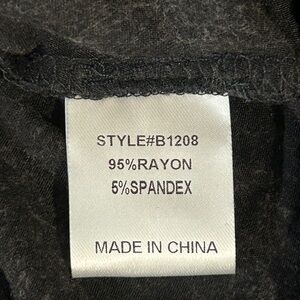 STYLE#B1208
95%RAYON
5%SPANDEX
MADE IN CHINA